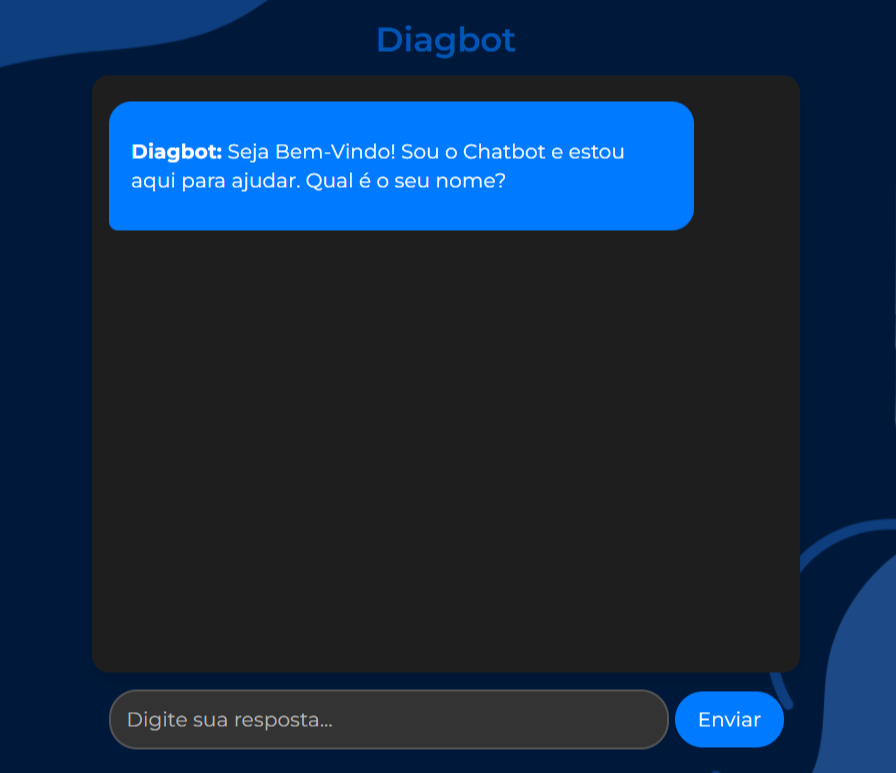 Diagbot
Diagbot: Seja Bem-Vindo! Sou o Chatbot e estou
aqui para ajudar. Qual é o seu nome?
Digite sua resposta...
Enviar